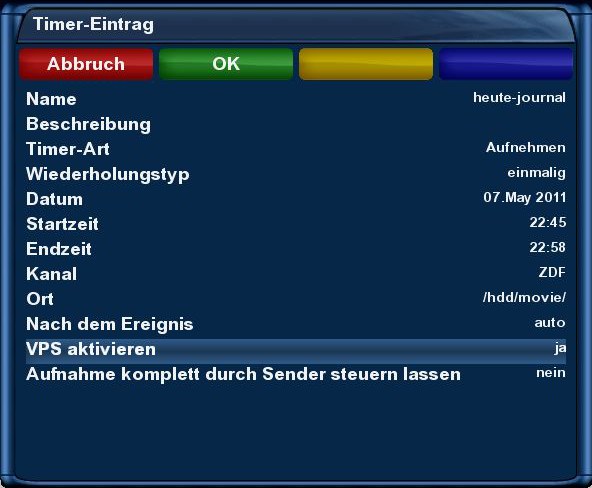 Timer-Eintrag
Abbruch OK
Name heute-journal
Beschreibung
Timer-Art Aufnehmen
Wiederholungstyp einmalig
Datum 07.May 2011
Startzeit 22:45
Endzeit 22:58
Kanal ZDF
Ort /hdd/movie/
Nach dem Ereignis auto
VPS aktivieren ja
Aufnahme komplett durch Sender steuern lassen nein